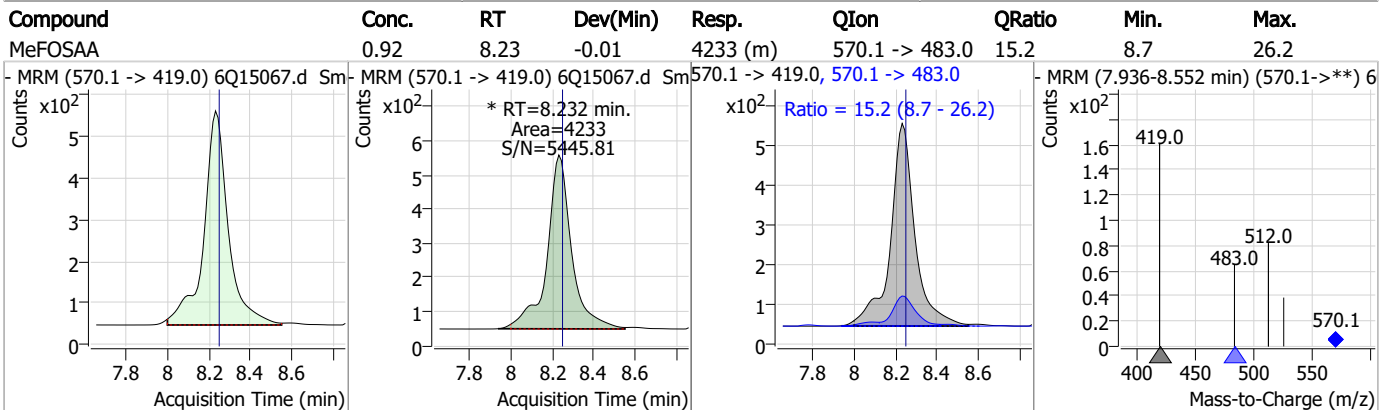 Compound Conc. RT Dev(Min) Resp. QIon QRatio Min. Max.
MeFOSAA 0.92 8.23 -0.01 4233 (m) 570.1 -> 483.0 15.2 8.7 26.2
- MRM (570.1 -> 419.0) 6Q15067.d Sm
Counts
x10²
5
4
3
2
1
0
7.8 8 8.2 8.4 8.6
Acquisition Time (min)
- MRM (570.1 -> 419.0) 6Q15067.d Sm
Counts
x10²
* RT=8.232 min.
Area=4233
S/N=5445.81
6
5
4
3
2
1
0
7.8 8 8.2 8.4 8.6
Acquisition Time (min)
570.1 -> 419.0, 570.1 -> 483.0
Counts
x10²
Ratio = 15.2 (8.7 - 26.2)
5
4
3
2
1
0
7.8 8 8.2 8.4 8.6
Acquisition Time (min)
- MRM (7.936-8.552 min) (570.1->**) 6
Counts
x10²
419.0
1.6
1.4
1.2
1
0.8
0.6
0.4
0.2
0
512.0
483.0
570.1
400 450 500 550
Mass-to-Charge (m/z)